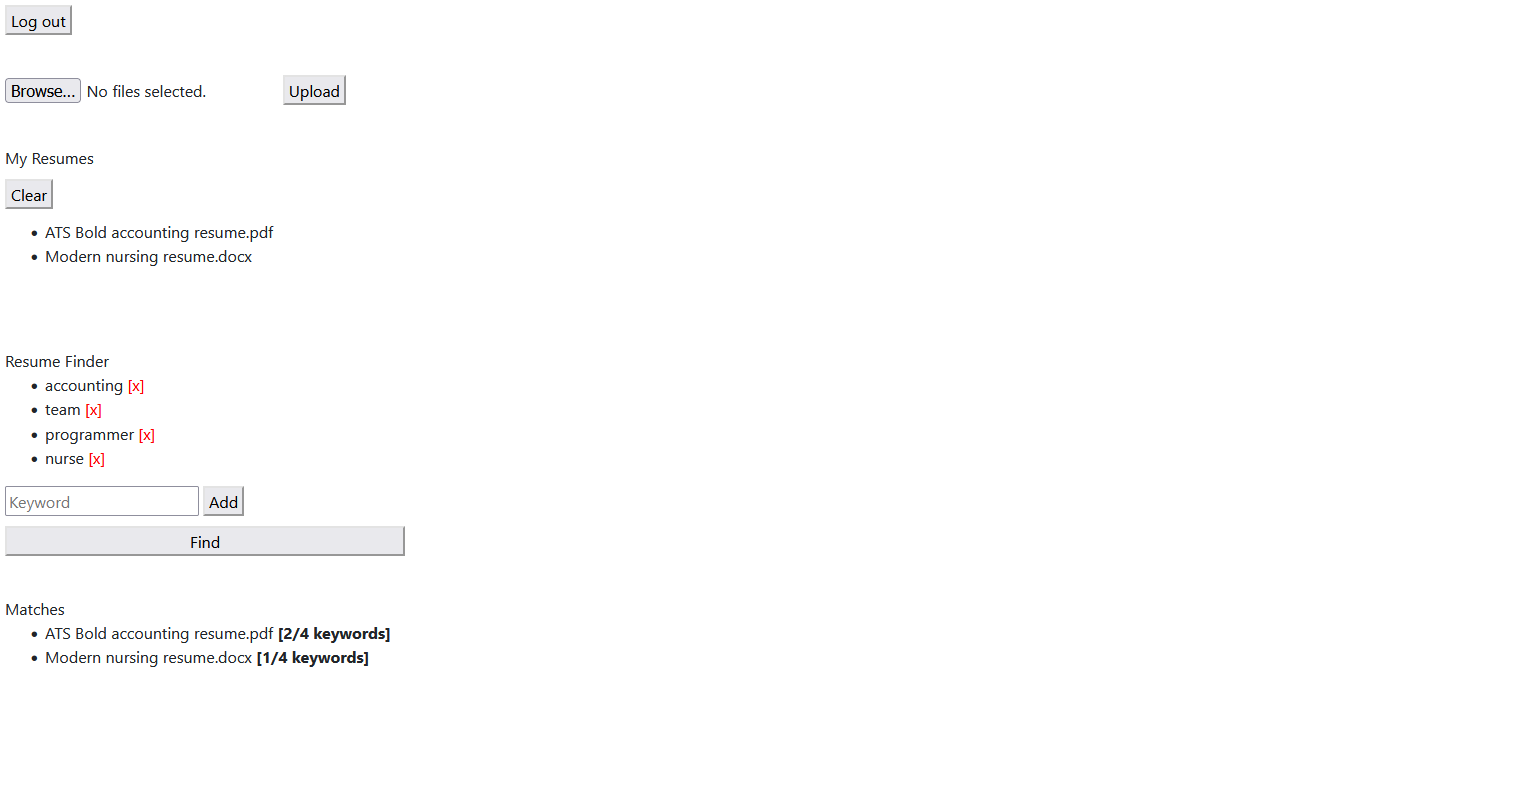 Log out
Browse... No files selected. Upload
My Resumes
Clear
• ATS Bold accounting resume.pdf
• Modern nursing resume.docx
Resume Finder
• accounting [x]
• team [x]
• programmer [x]
• nurse [x]
Keyword Add
Find
Matches
• ATS Bold accounting resume.pdf [2/4 keywords]
• Modern nursing resume.docx [1/4 keywords]